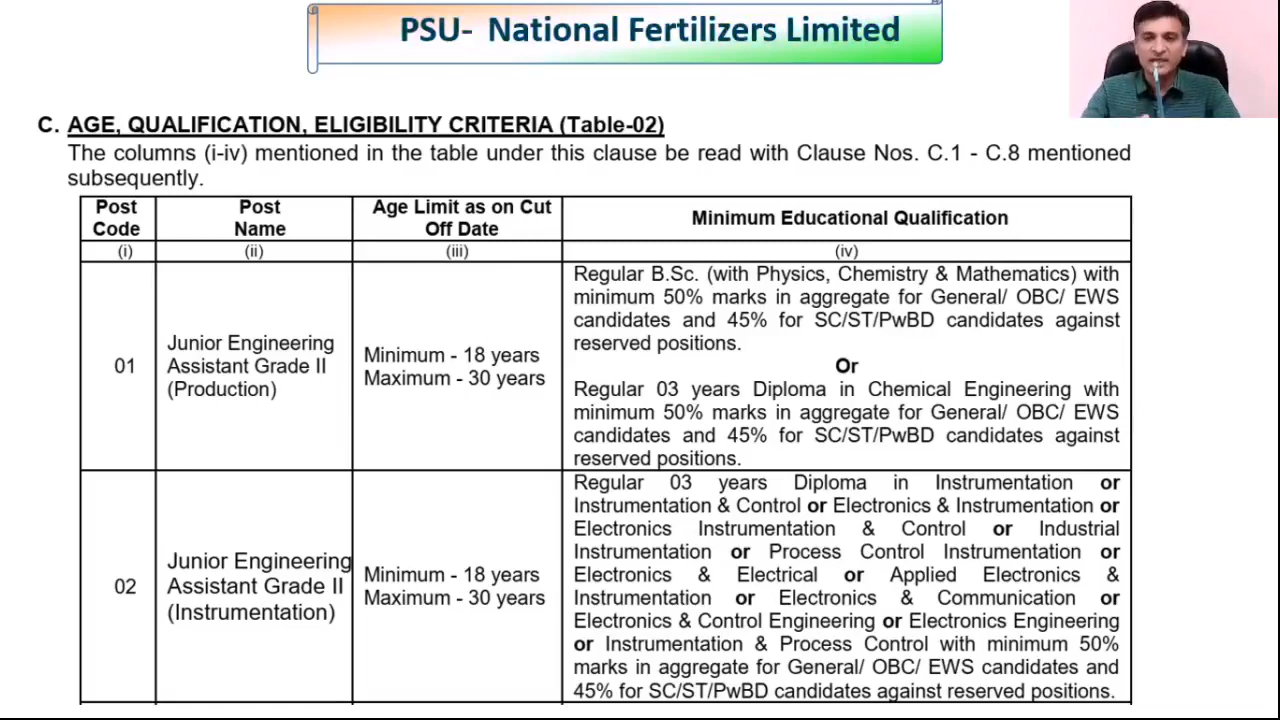 PSU- National Fertilizers Limited
C. AGE, QUALIFICATION, ELIGIBILITY CRITERIA (Table-02)
The columns (i-iv) mentioned in the table under this clause be read with Clause Nos. C.1 - C.8 mentioned
subsequently.
Post
Code
Post
Name
Age Limit as on Cut
Off Date
Minimum Educational Qualification
(i)
(ii)
(iii)
(iv)
01
Junior Engineering
Assistant Grade II
(Production)
Minimum - 18 years
Maximum - 30 years
Regular B.Sc. (with Physics, Chemistry & Mathematics) with
minimum 50% marks in aggregate for General/ OBC/ EWS
candidates and 45% for SC/ST/PwBD candidates against
reserved positions.
Or
Regular 03 years Diploma in Chemical Engineering with
minimum 50% marks in aggregate for General/ OBC/ EWS
candidates and 45% for SC/ST/PwBD candidates against
reserved positions.
02
Junior Engineering
Assistant Grade II
(Instrumentation)
Minimum - 18 years
Maximum - 30 years
Regular 03 years Diploma in Instrumentation or
Instrumentation & Control or Electronics & Instrumentation or
Electronics Instrumentation & Control or Industrial
Instrumentation or Process Control Instrumentation or
Electronics & Electrical or Applied Electronics &
Instrumentation or Electronics & Communication or
Electronics & Control Engineering or Electronics Engineering
or Instrumentation & Process Control with minimum 50%
marks in aggregate for General/ OBC/ EWS candidates and
45% for SC/ST/PwBD candidates against reserved positions.